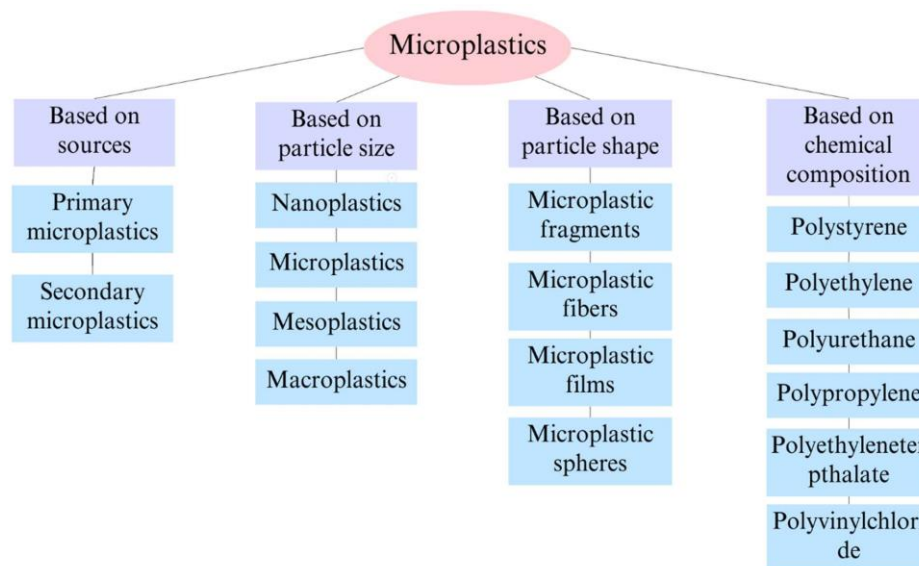 Microplastics
Based on
sources
Primary
microplastics
Secondary
microplastics
Based on
particle size
Nanoplastics
Microplastics
Mesoplastics
Macroplastics
Based on
particle shape
Microplastic
fragments
Microplastic
fibers
Microplastic
films
Microplastic
spheres
Based on
chemical
composition
Polystyrene
Polyethylene
Polyurethane
Polypropylene
Polyethyleneter
pthalate
Polyvinylchlori
de